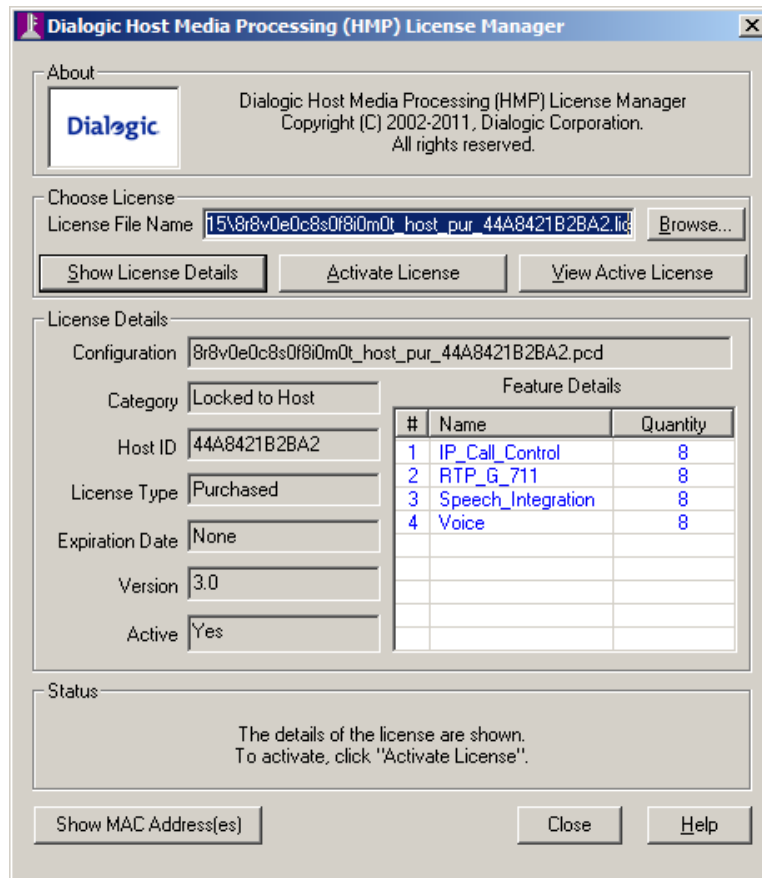 Dialogic Host Media Processing (HMP) License Manager
About
Dialogic
Dialogic Host Media Processing (HMP) License Manager
Copyright (C) 2002-2011, Dialogic Corporation.
All rights reserved.
Choose License
License File Name 15\8r8v0e0c8s0f8i0m0t_host_pur_44A8421B2BA2.lic Browse...
Show License Details Activate License View Active License
License Details
Configuration 8r8v0e0c8s0f8i0m0t_host_pur_44A8421B2BA2.pcd
Category Locked to Host
Host ID 44A8421B2BA2
License Type Purchased
Expiration Date None
Version 3.0
Active Yes
Feature Details
# Name Quantity
1 IP_Call_Control 8
2 RTP_G_711 8
3 Speech_Integration 8
4 Voice 8
Status
The details of the license are shown.
To activate, click "Activate License".
Show MAC Address(es) Close Help